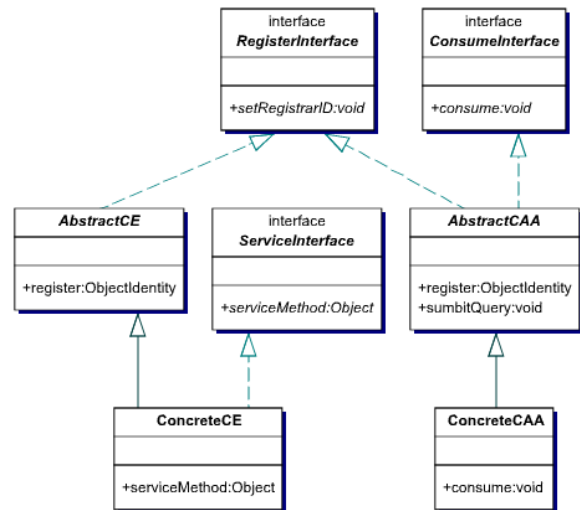 interface
RegisterInterface
+setRegistrarID:void
interface
ConsumeInterface
+consume:void
AbstractCE
+register:ObjectIdentity
interface
ServiceInterface
+serviceMethod:Object
AbstractCAA
+register:ObjectIdentity
+sumbitQuery:void
ConcreteCE
+serviceMethod:Object
ConcreteCAA
+consume:void